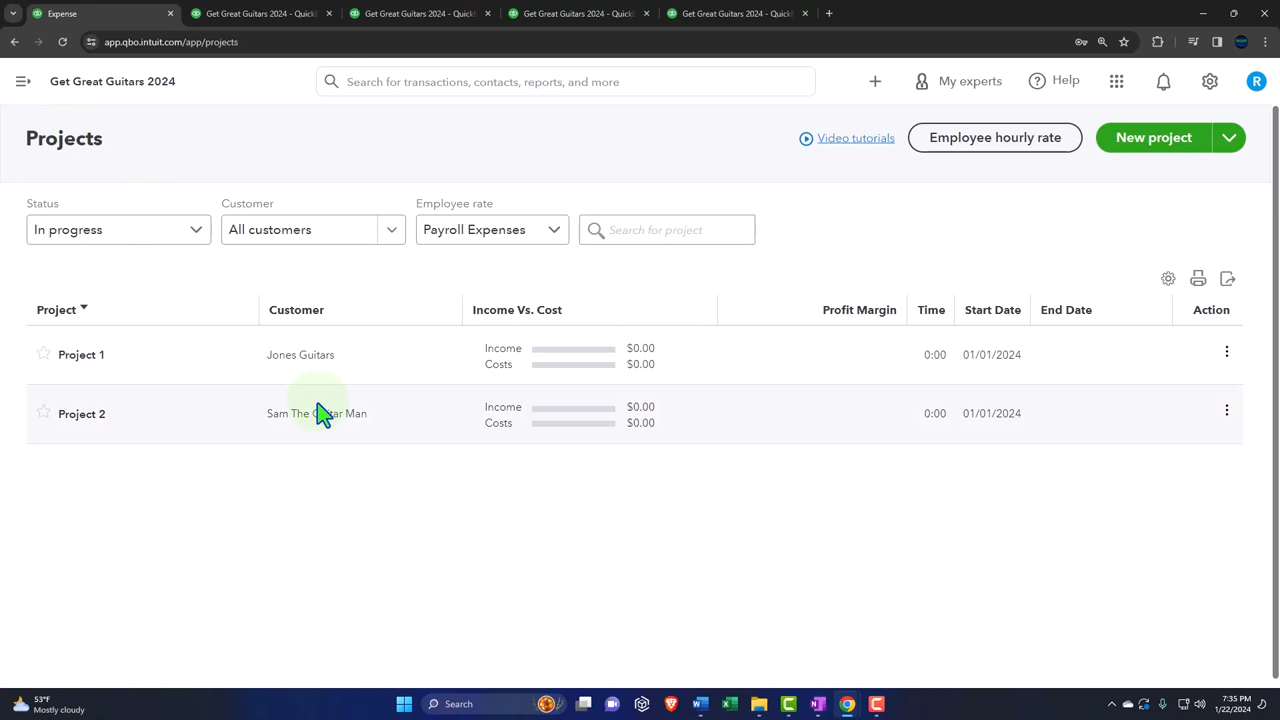 Expense
Get Great Guitars 2024 - QuickB
Get Great Guitars 2024 - QuickB
Get Great Guitars 2024 - QuickB
Get Great Guitars 2024 - QuickB
app.qbo.intuit.com/app/projects
Get Great Guitars 2024
Search for transactions, contacts, reports, and more
My experts
Help
R
Projects
Video tutorials
Employee hourly rate
New project
Status
Customer
Employee rate
In progress
All customers
Payroll Expenses
Search for project
Project Customer Income Vs. Cost Profit Margin Time Start Date End Date Action
Project 1 Jones Guitars Income $0.00 0:00 01/01/2024
Costs $0.00
Project 2 Sam The Guitar Man Income $0.00 0:00 01/01/2024
Costs $0.00
53°F
Mostly cloudy
Search
7:35 PM
1/22/2024